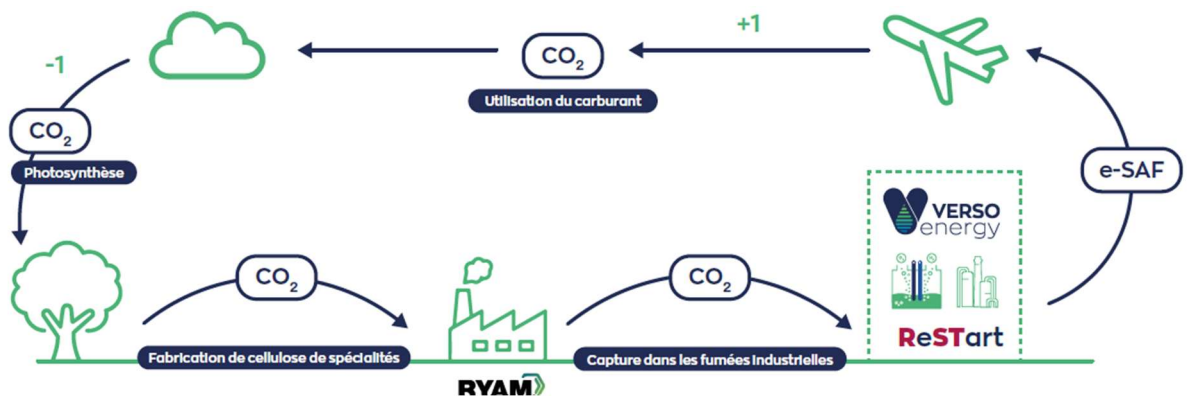 +1
CO₂
Utilisation du carburant
-1
CO₂
Photosynthèse
e-SAF
VERSO
energy
CO₂
CO₂
ReSTart
Fabrication de cellulose de spécialités
Capture dans les fumées industrielles
RYAM